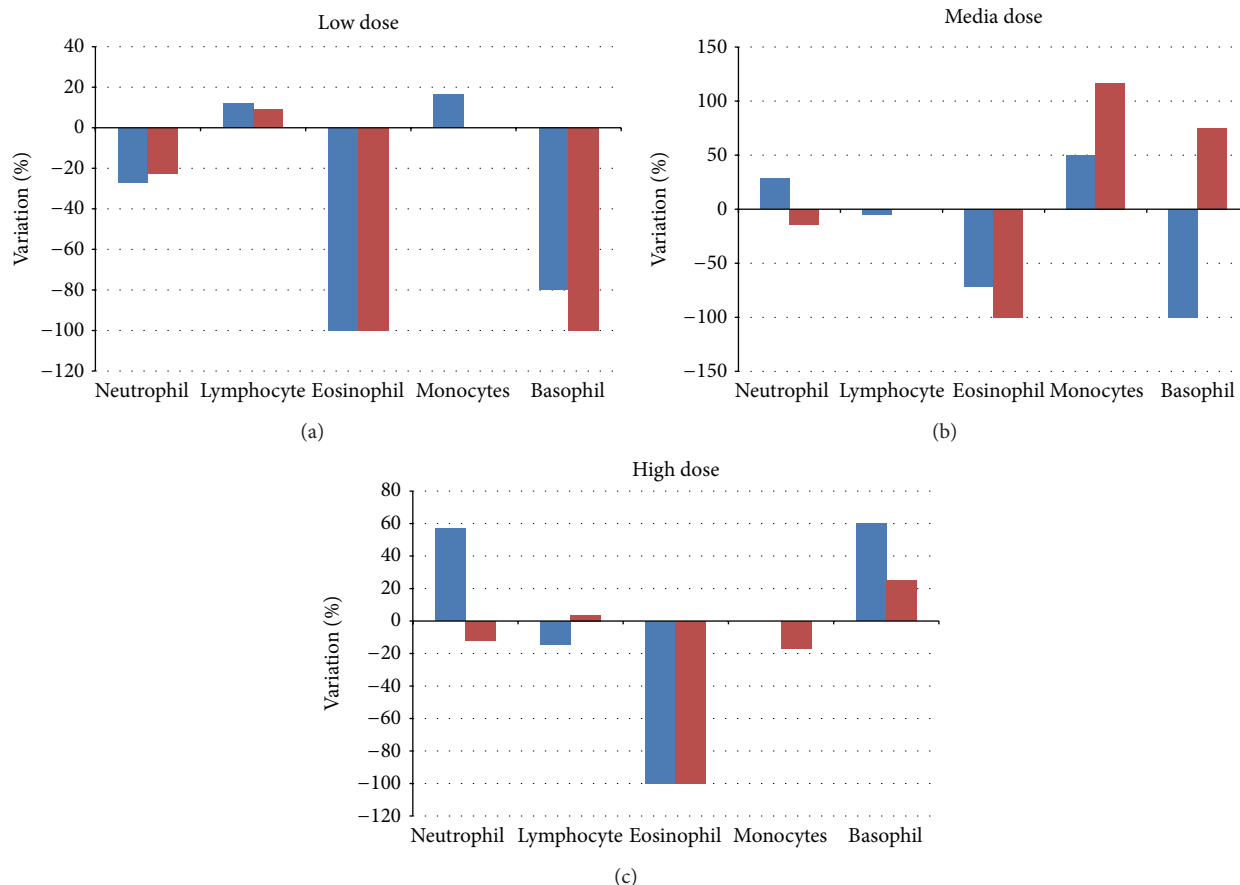 Low dose
Variation (%)
40
20
0
−20
−40
−60
−80
−100
−120
Neutrophil Lymphocyte Eosinophil Monocytes Basophil
(a)
Media dose
Variation (%)
150
100
50
0
−50
−100
−150
Neutrophil Lymphocyte Eosinophil Monocytes Basophil
(b)
High dose
Variation (%)
80
60
40
20
0
−20
−40
−60
−80
−100
−120
Neutrophil Lymphocyte Eosinophil Monocytes Basophil
(c)